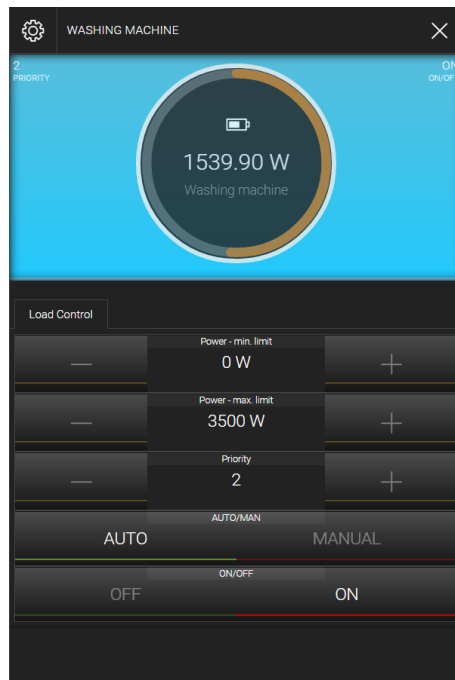 WASHING MACHINE
2
PRIORITY
ON
ON/OF
1539.90 W
Washing machine
Load Control
Power - min. limit
0 W
Power - max. limit
3500 W
Priority
2
AUTO/MAN
AUTO
MANUAL
ON/OFF
OFF
ON